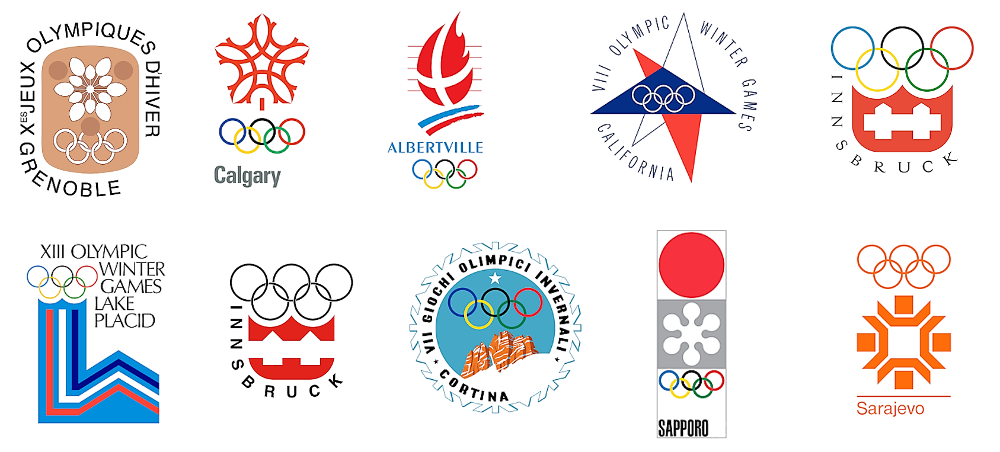 XES JEUX OLYMPIQUES D'HIVER
GRENOBLE
Calgary
ALBERTVILLE
VIII OLYMPIC WINTER GAMES
CALIFORNIA
INNSBRUCK
XIII OLYMPIC
WINTER
GAMES
LAKE
PLACID
INNSBRUCK
VII GIOCHI OLIMPICI INVERNALI
CORTINA
SAPPORO
Sarajevo